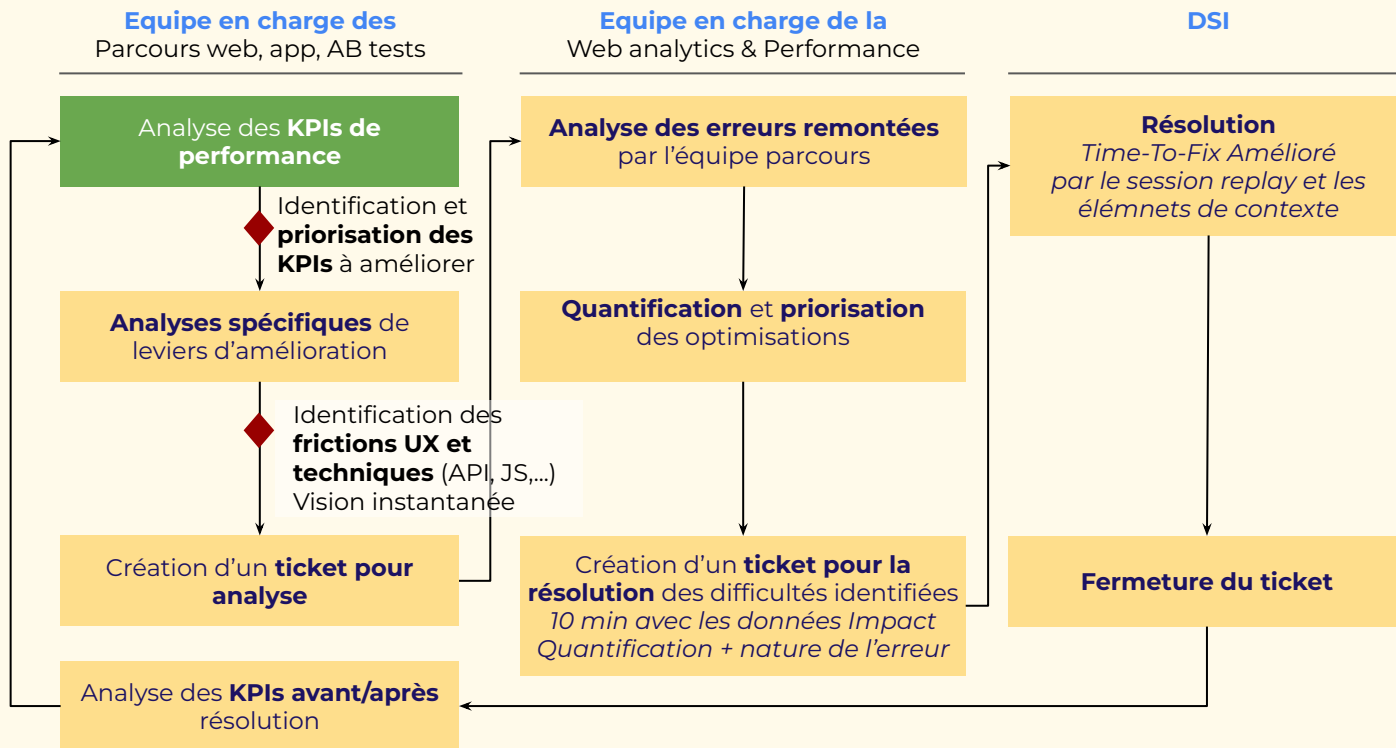 Equipe en charge des
Parcours web, app, AB tests
Equipe en charge de la
Web analytics & Performance
DSI
Analyse des KPIs de
performance
Identification et
priorisation des
KPIs à améliorer
Analyses spécifiques de
leviers d'amélioration
Identification des
frictions UX et
techniques (API, JS,...)
Vision instantanée
Création d'un ticket pour
analyse
Analyse des KPIs avant/après
résolution
Analyse des erreurs remontées
par l'équipe parcours
Quantification et priorisation
des optimisations
Création d'un ticket pour la
résolution des difficultés identifiées
10 min avec les données Impact
Quantification + nature de l'erreur
Résolution
Time-To-Fix Amélioré
par le session replay et les
élémnets de contexte
Fermeture du ticket